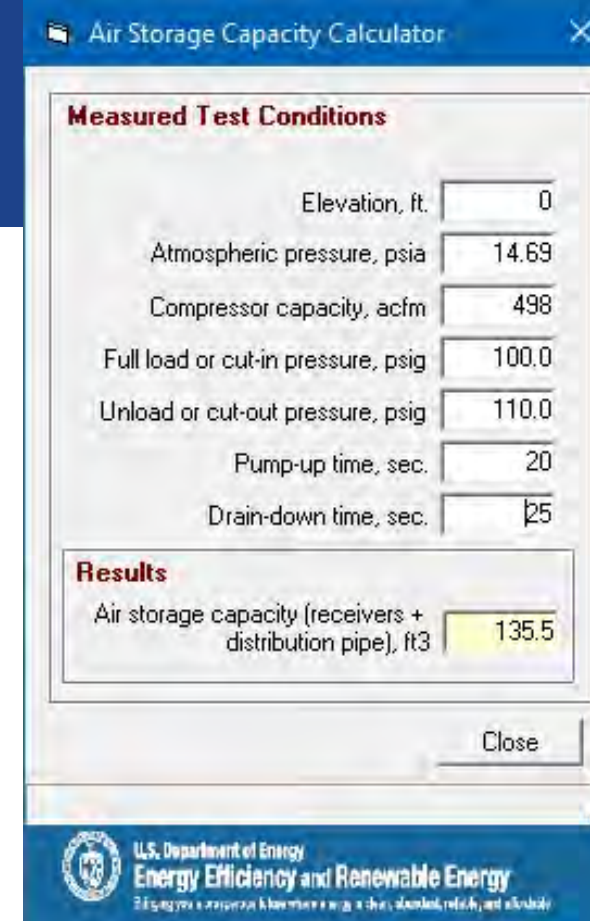 Air Storage Capacity Calculator
Measured Test Conditions
Elevation, ft. 0
Atmospheric pressure, psia 14.69
Compressor capacity, acfm 498
Full load or cut-in pressure, psig 100.0
Unload or cut-out pressure, psig 110.0
Pump-up time, sec. 20
Drain-down time, sec. 25
Results
Air storage capacity (receivers +
distribution pipe), ft3 135.5
Close
U.S. Department of Energy
Energy Efficiency and Renewable Energy